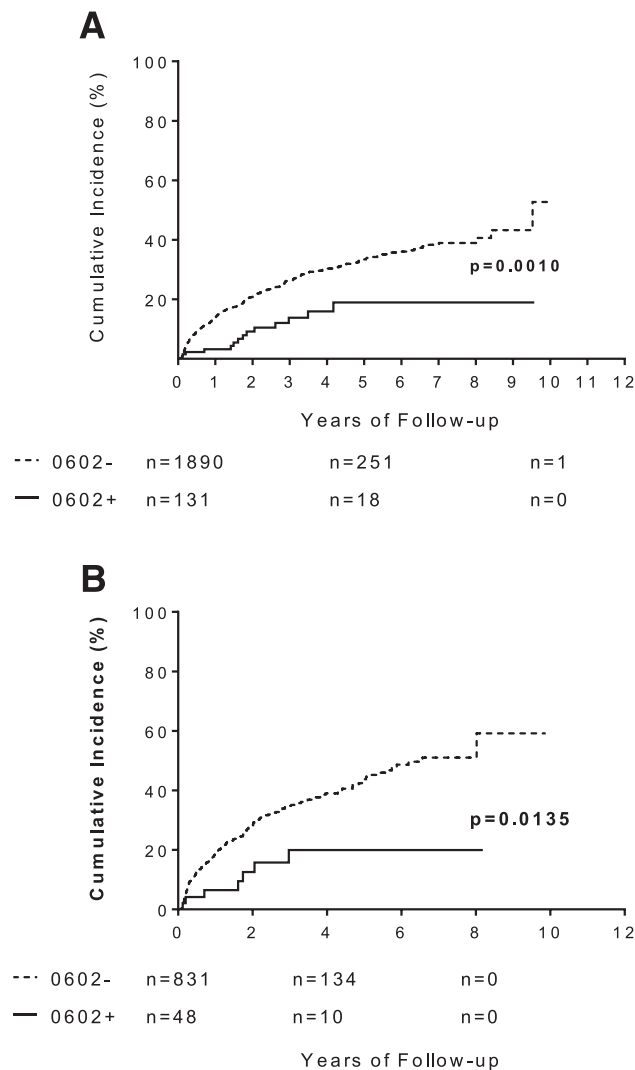 A
Cumulative Incidence (%)
100
80
60
40
20
p=0.0010
0 1 2 3 4 5 6 7 8 9 10 11 12
Years of Follow-up
0602- n=1890 n=251 n=1
0602+ n=131 n=18 n=0
B
Cumulative Incidence (%)
100
80
60
40
20
0
p=0.0135
0 2 4 6 8 10 12
0602- n=831 n=134 n=0
0602+ n=48 n=10 n=0
Years of Follow-up